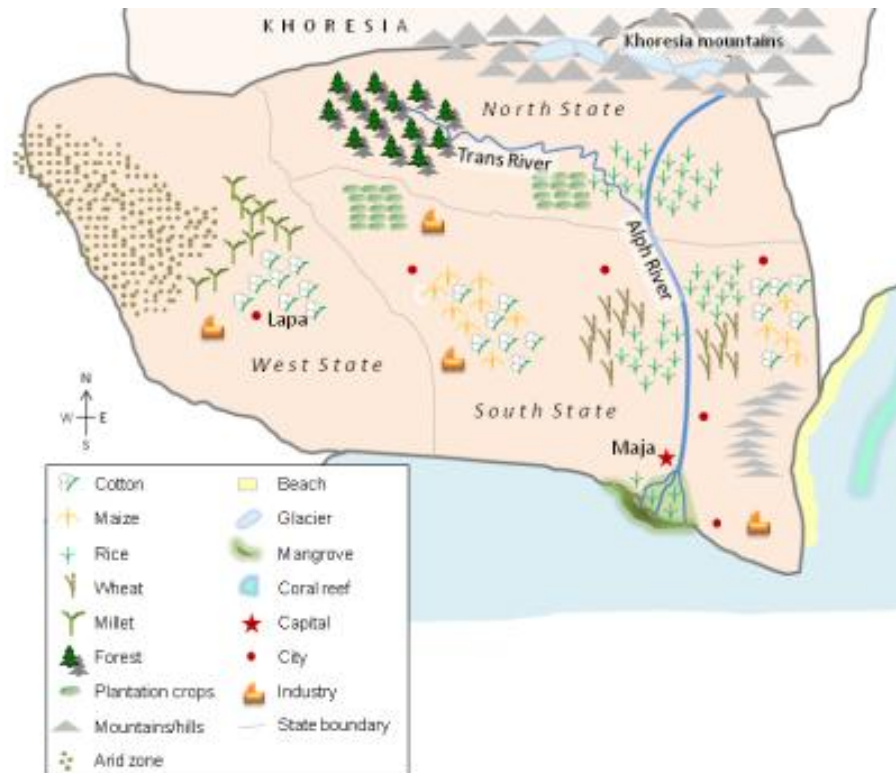 KHORESIA
Khoresia mountains
North State
Trans River
Alph River
Lapa
West State
N
W E
S
South State
Maja
Cotton
Maize
Rice
Wheat
Millet
Forest
Plantation crops
Mountains/hills
Arid zone
Beach
Glacier
Mangrove
Coral reef
Capital
City
Industry
State boundary